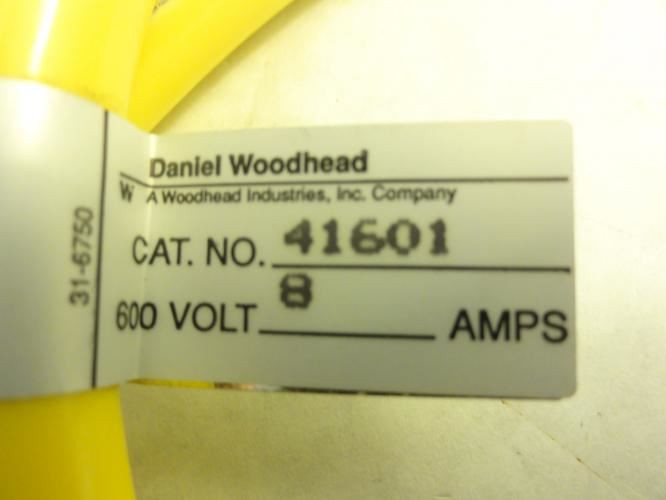 Daniel Woodhead
W A Woodhead Industries, Inc. Company
CAT. NO. 41601
600 VOLT 8 AMPS
31-6750